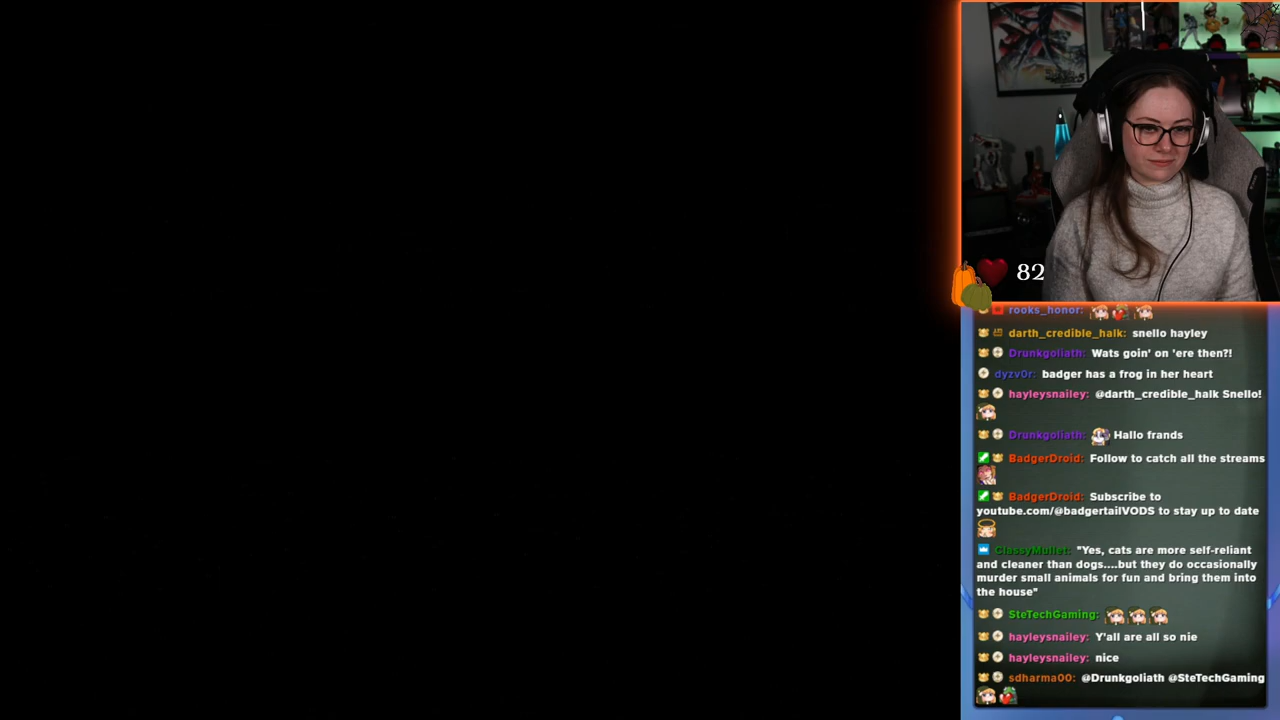 82
rooks_honor:
darth_credible_halk: snello hayley
Drunkgoliath: Wats goin' on 'ere then?!
dyzv0r: badger has a frog in her heart
hayleysnailey: @darth_credible_halk Snello!
Drunkgoliath: Hallo frands
BadgerDroid: Follow to catch all the streams
BadgerDroid: Subscribe to
youtube.com/@badgertailVODS to stay up to date
ClassyMullet: "Yes, cats are more self-reliant
and cleaner than dogs....but they do occasionally
murder small animals for fun and bring them into
the house"
SteTechGaming:
hayleysnailey: Y'all are all so nie
hayleysnailey: nice
sdharma00: @Drunkgoliath @SteTechGaming